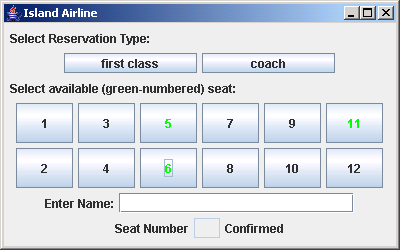 Island Airline
Select Reservation Type:
first class coach
Select available (green-numbered) seat:
1 3 5 7 9 11
2 4 6 8 10 12
Enter Name:
Seat Number Confirmed